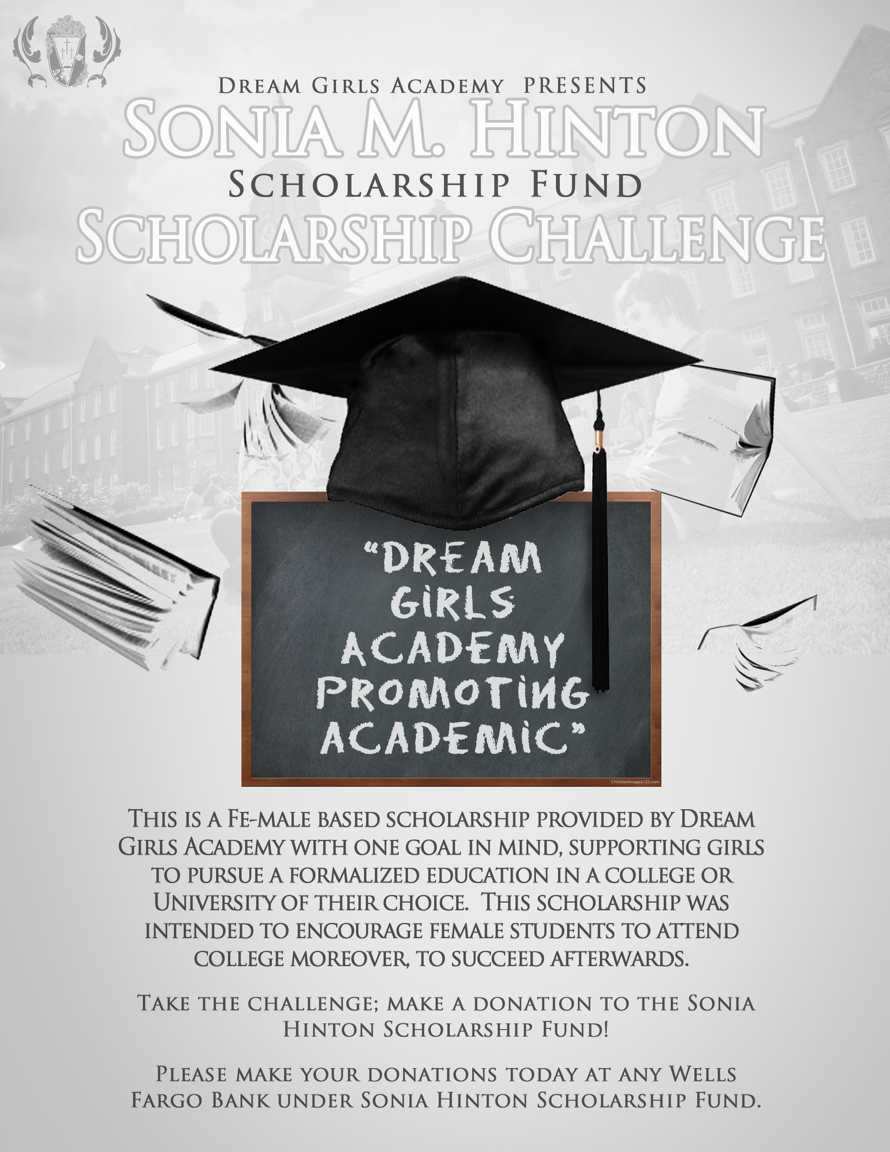 Dream Girls Academy presents
Sonia M. Hinton
Scholarship Fund
Scholarship Challenge
“DREAM
GiRLS
ACADEMY
PROMOTiNG
ACADEMiC”
ChristianImages123.com
This is a Fe-male based scholarship provided by Dream
Girls Academy with one goal in mind, supporting girls
to pursue a formalized education in a college or
University of their choice. This scholarship was
intended to encourage female students to attend
college moreover, to succeed afterwards.
Take the challenge; make a donation to the Sonia
Hinton Scholarship Fund!
Please make your donations today at any Wells
Fargo Bank under Sonia Hinton Scholarship Fund.